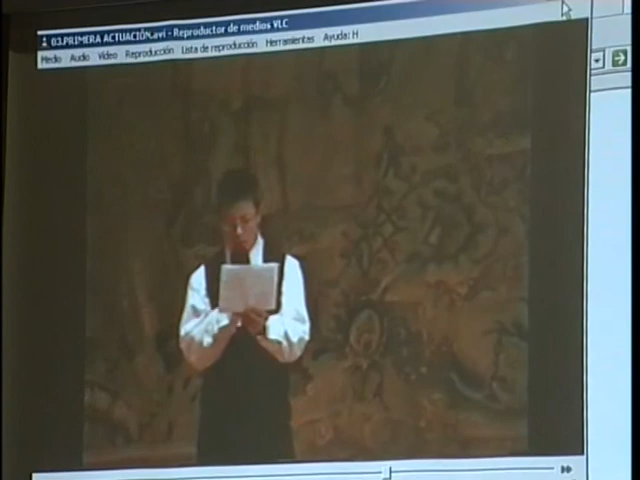 03.PRIMERA ACTUACIÓN.avi - Reproductor de medios VLC
Medio Audio Vídeo Reproducción Lista de reproducción Herramientas Ayuda: H